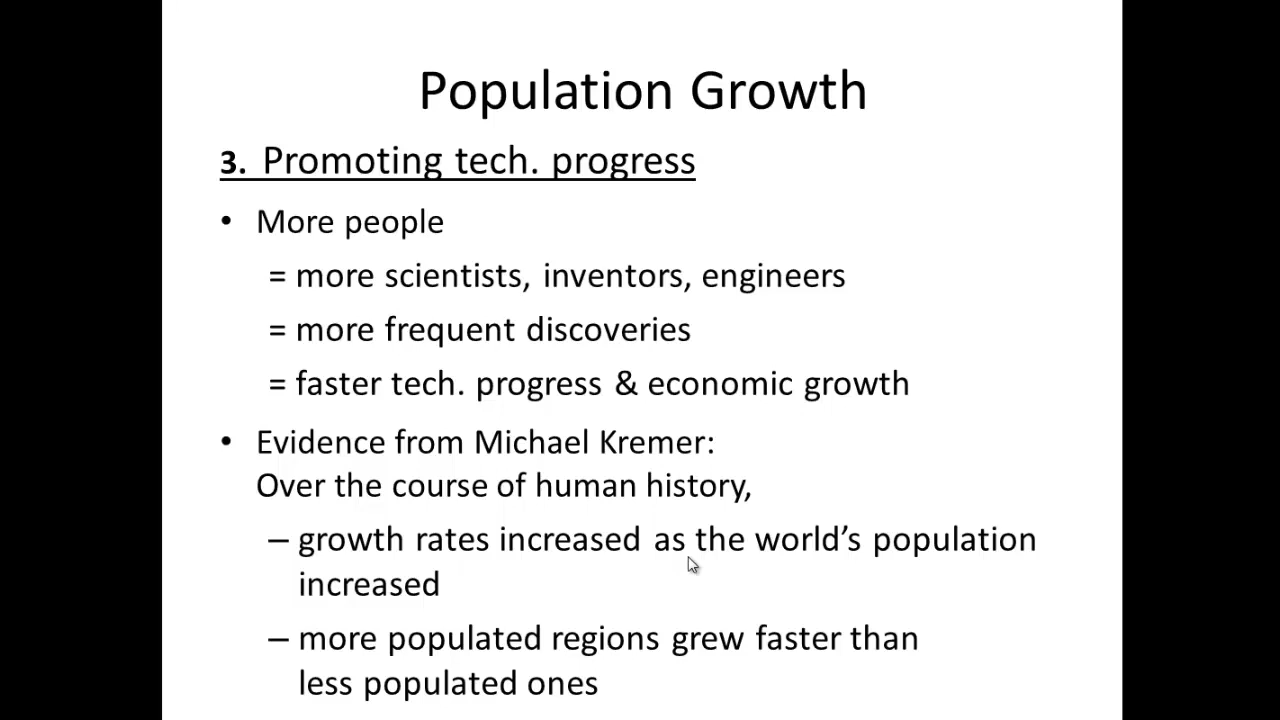 Population Growth
3. Promoting tech. progress
• More people
= more scientists, inventors, engineers
= more frequent discoveries
= faster tech. progress & economic growth
• Evidence from Michael Kremer:
Over the course of human history,
– growth rates increased as the world’s population
increased
– more populated regions grew faster than
less populated ones